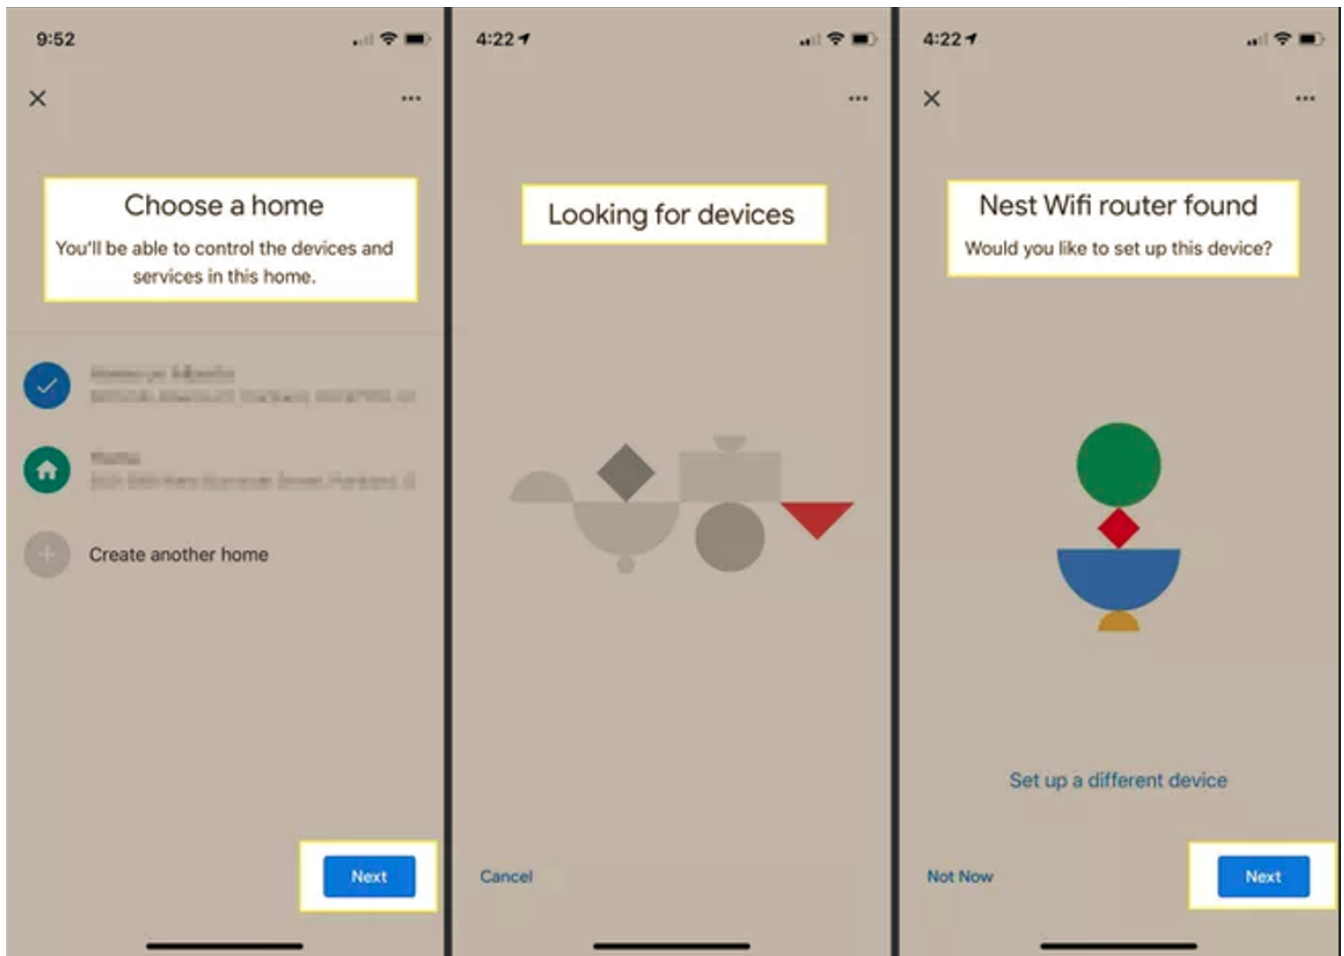 9:52
Choose a home
You'll be able to control the devices and
services in this home.
Create another home
Next
4:22
Looking for devices
Cancel
4:22
Nest Wifi router found
Would you like to set up this device?
Set up a different device
Not Now
Next